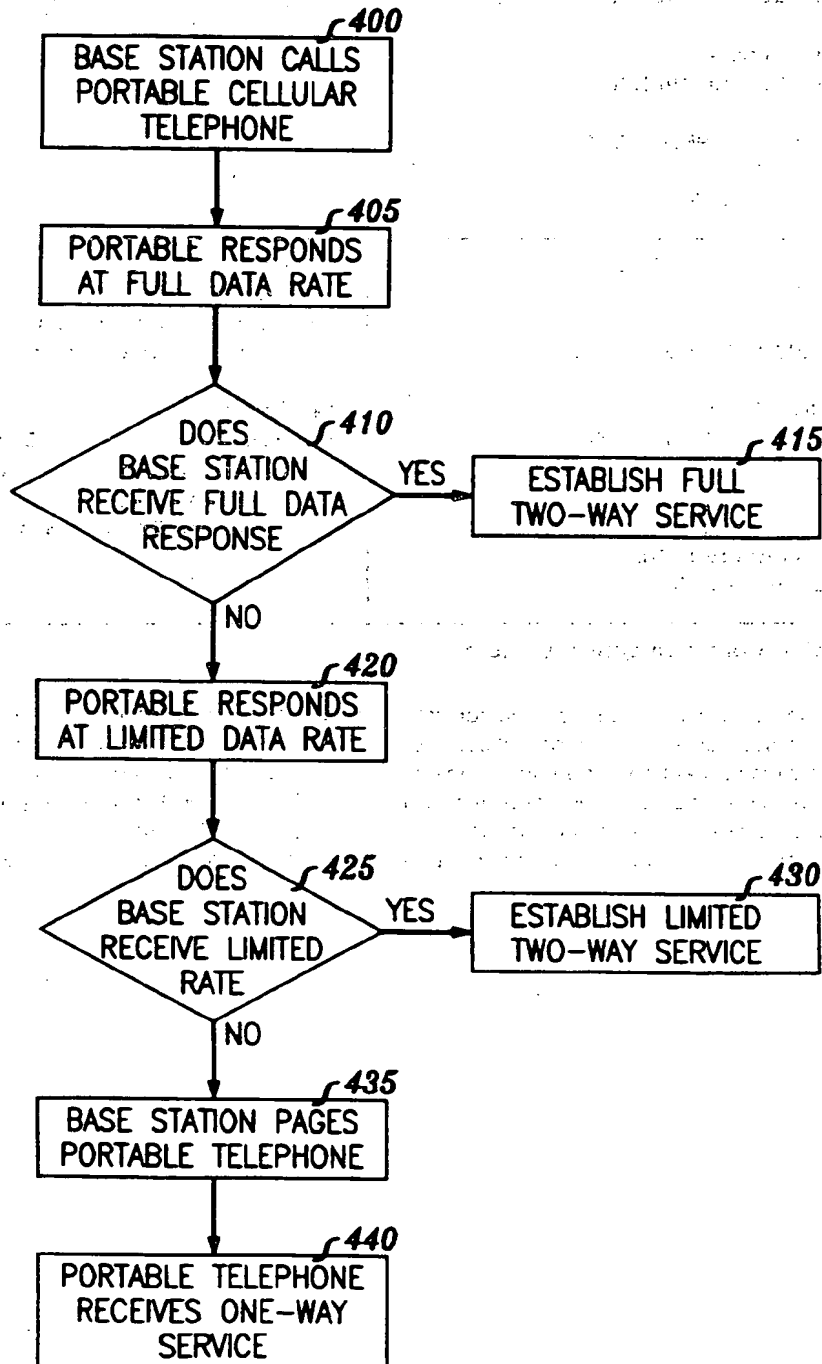 400
BASE STATION CALLS
PORTABLE CELLULAR
TELEPHONE
405
PORTABLE RESPONDS
AT FULL DATA RATE
410
DOES
BASE STATION
RECEIVE FULL DATA
RESPONSE
YES
415
ESTABLISH FULL
TWO-WAY SERVICE
NO
420
PORTABLE RESPONDS
AT LIMITED DATA RATE
425
DOES
BASE STATION
RECEIVE LIMITED
RATE
YES
430
ESTABLISH LIMITED
TWO-WAY SERVICE
NO
435
BASE STATION PAGES
PORTABLE TELEPHONE
440
PORTABLE TELEPHONE
RECEIVES ONE-WAY
SERVICE